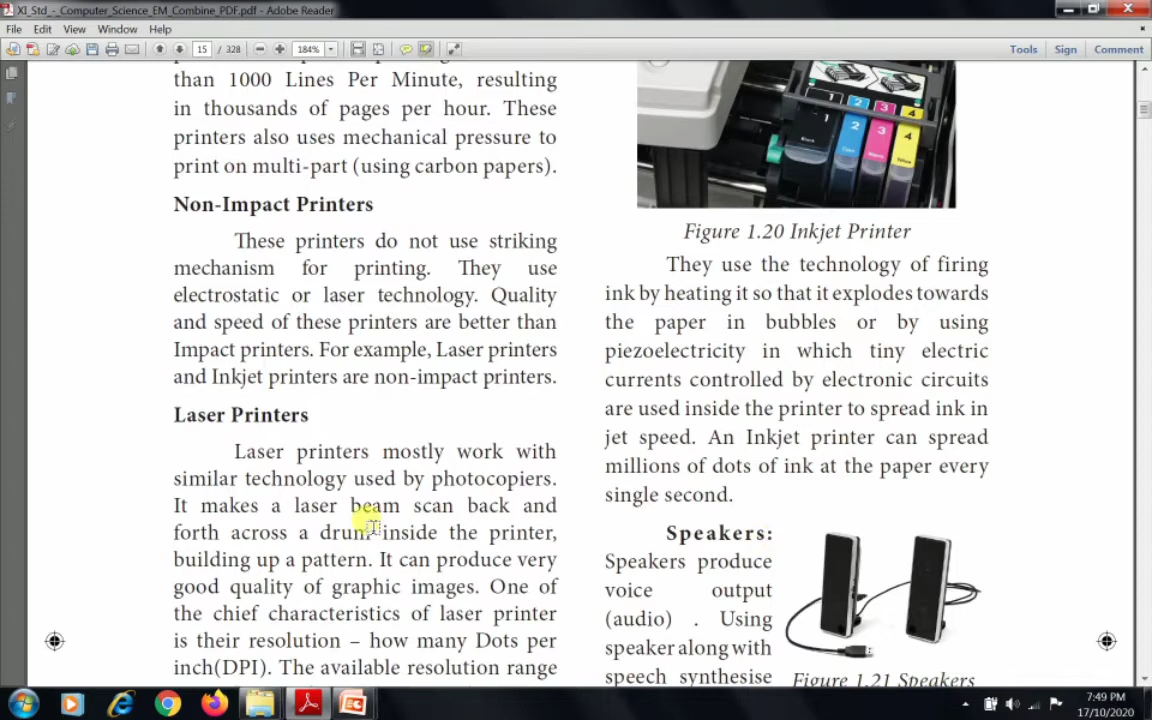 XI_Std_-_Computer_Science_EM_Combine_PDF.pdf - Adobe Reader
File Edit View Window Help
15 / 328 184% Tools Sign Comment
than 1000 Lines Per Minute, resulting
in thousands of pages per hour. These
printers also uses mechanical pressure to
print on multi-part (using carbon papers).
Non-Impact Printers
These printers do not use striking
mechanism for printing. They use
electrostatic or laser technology. Quality
and speed of these printers are better than
Impact printers. For example, Laser printers
and Inkjet printers are non-impact printers.
Laser Printers
Laser printers mostly work with
similar technology used by photocopiers.
It makes a laser beam scan back and
forth across a drum inside the printer,
building up a pattern. It can produce very
good quality of graphic images. One of
the chief characteristics of laser printer
is their resolution – how many Dots per
inch(DPI). The available resolution range
1 2 3 4
1 2 3 4
Black
Yellow
Figure 1.20 Inkjet Printer
They use the technology of firing
ink by heating it so that it explodes towards
the paper in bubbles or by using
piezoelectricity in which tiny electric
currents controlled by electronic circuits
are used inside the printer to spread ink in
jet speed. An Inkjet printer can spread
millions of dots of ink at the paper every
single second.
Speakers:
Speakers produce
voice output
(audio) . Using
speaker along with
speech synthesise
Figure 1.21 Speakers
7:49 PM
17/10/2020